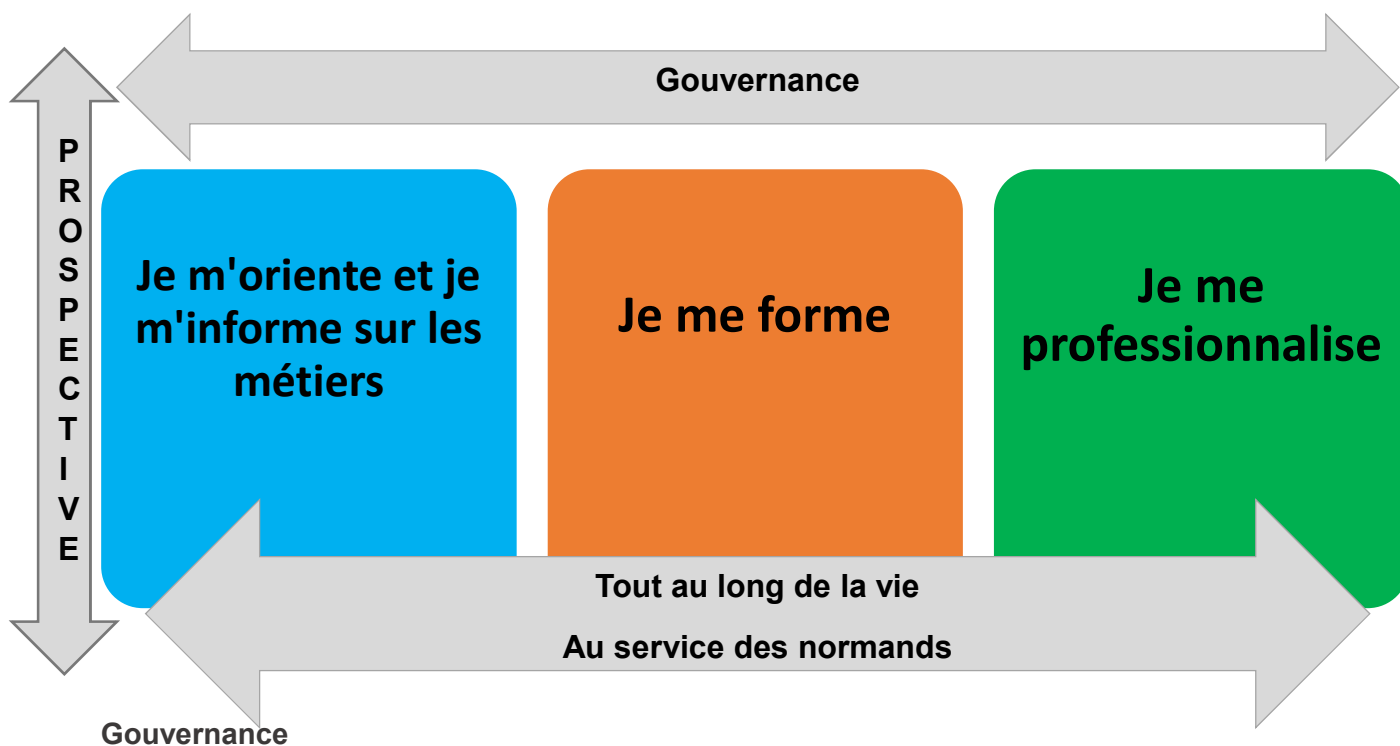 Gouvernance
PROSPECTIVE
Je m'oriente et je
m'informe sur les
métiers
Je me forme
Je me
professionnalise
Tout au long de la vie
Au service des normands
Gouvernance